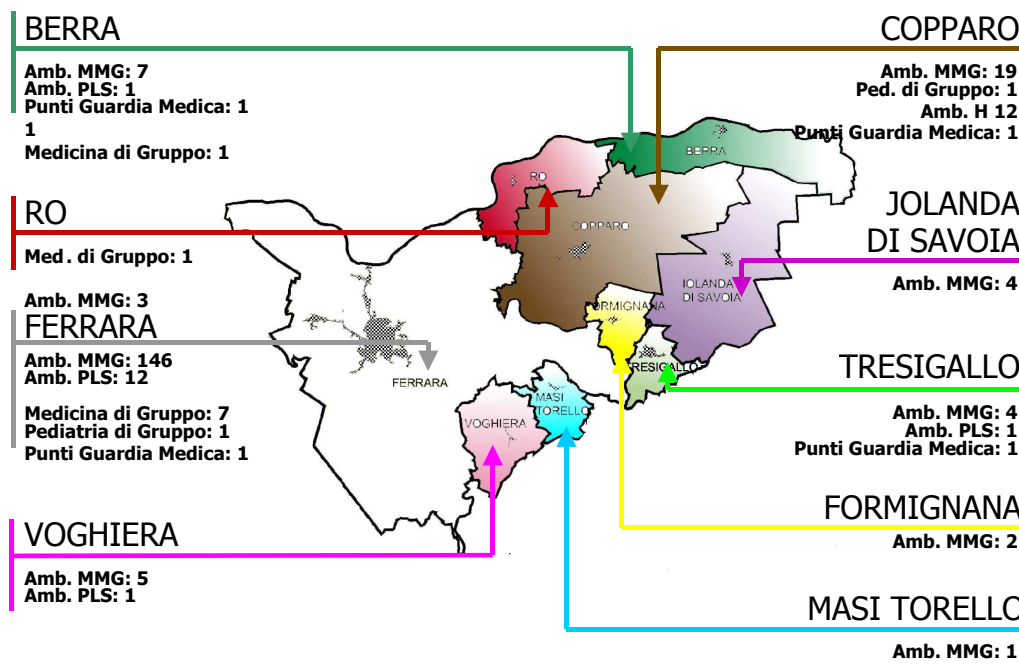 BERRA
Amb. MMG: 7
Amb. PLS: 1
Punti Guardia Medica: 1
1
Medicina di Gruppo: 1
RO
Med. di Gruppo: 1
Amb. MMG: 3
FERRARA
Amb. MMG: 146
Amb. PLS: 12
Medicina di Gruppo: 7
Pediatria di Gruppo: 1
Punti Guardia Medica: 1
VOGHIERA
Amb. MMG: 5
Amb. PLS: 1
BERRA
RO
COPPARO
IOLANDA
DI SAVOIA
FORMIGNANA
TRESIGALLO
FERRARA
MASI
TORELLO
VOGHIERA
COPPARO
Amb. MMG: 19
Ped. di Gruppo: 1
Amb. H 12
Punti Guardia Medica: 1
JOLANDA
DI SAVOIA
Amb. MMG: 4
TRESIGALLO
Amb. MMG: 4
Amb. PLS: 1
Punti Guardia Medica: 1
FORMIGNANA
Amb. MMG: 2
MASI TORELLO
Amb. MMG: 1